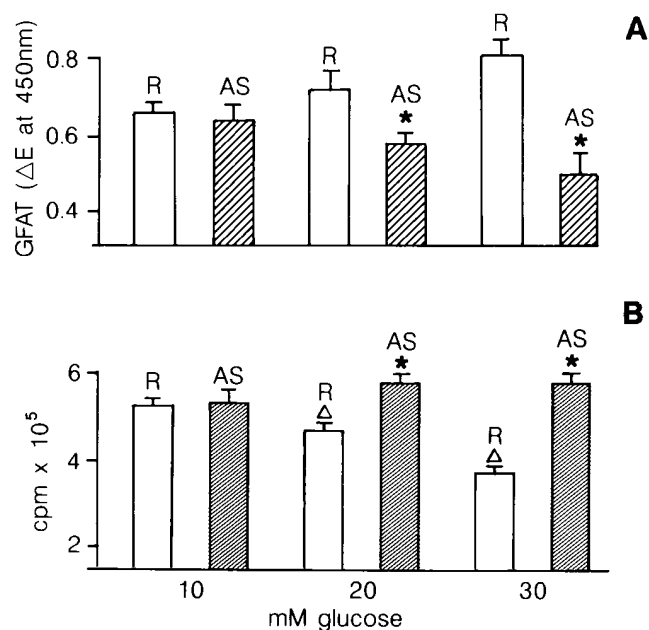 A
GFAT (ΔE at 450nm)
0.8
0.6
0.4
R
AS
R
AS
*
R
AS
*
B
cpm x 10⁵
6
4
2
R
AS
R
Δ
AS
*
R
Δ
AS
*
10
20
30
mM glucose